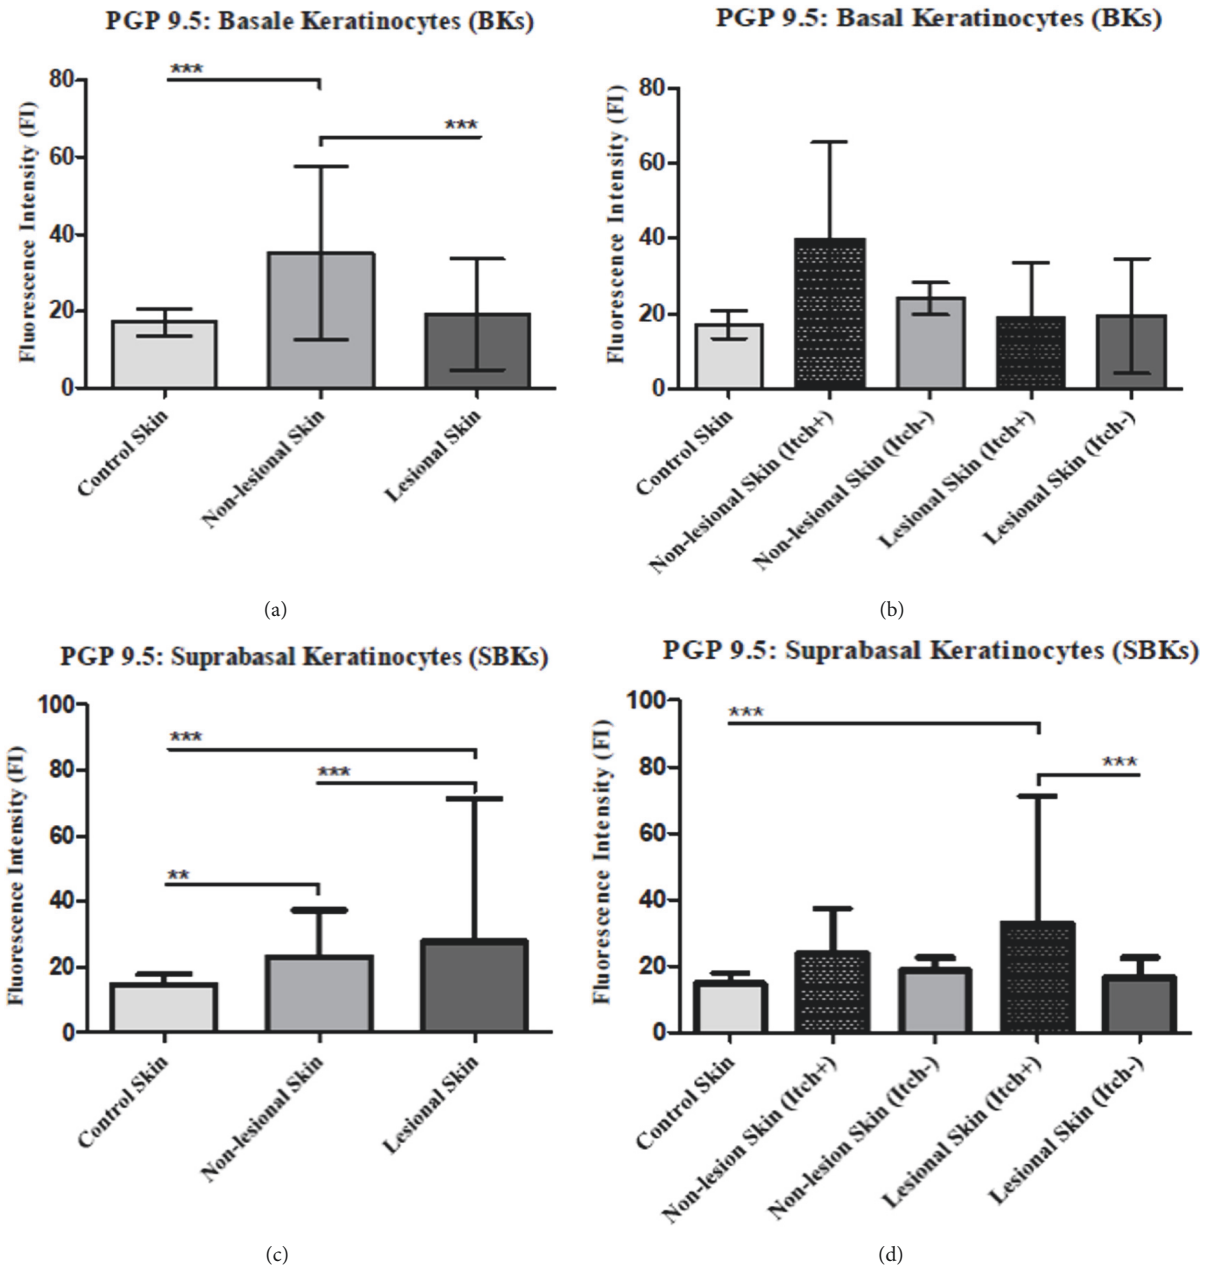 PGP 9.5: Basale Keratinocytes (BKs)
Fluorescence Intensity (FI)
80
60
40
20
0
***
***
Control Skin
Non-lesional Skin
Lesional Skin
(a)
PGP 9.5: Basal Keratinocytes (BKs)
Fluorescence Intensity (FI)
80
60
40
20
0
Control Skin
Non-lesional Skin (Itch+)
Non-lesional Skin (Itch-)
Lesional Skin (Itch+)
Lesional Skin (Itch-)
(b)
PGP 9.5: Suprabasal Keratinocytes (SBKs)
Fluorescence Intensity (FI)
100
80
60
40
20
0
***
***
**
Control Skin
Non-lesional Skin
Lesional Skin
(c)
PGP 9.5: Suprabasal Keratinocytes (SBKs)
Fluorescence Intensity (FI)
100
80
60
40
20
0
***
***
Control Skin
Non-lesion Skin (Itch+)
Non-lesion Skin (Itch-)
Lesional Skin (Itch+)
Lesional Skin (Itch-)
(d)